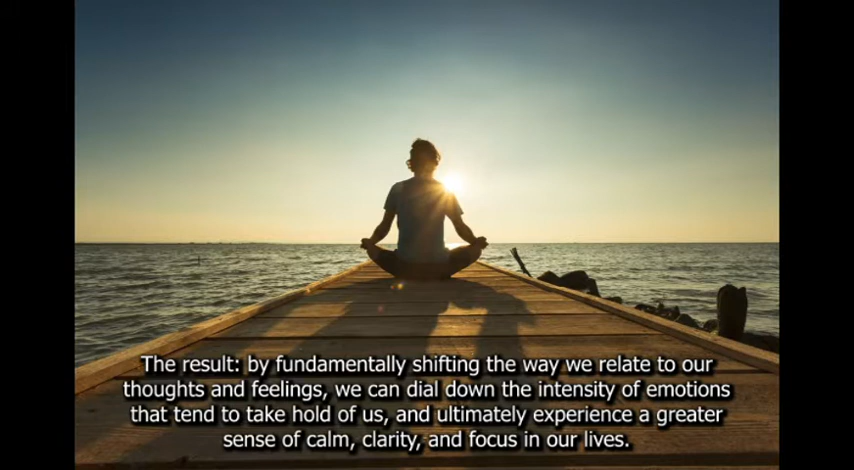 The result: by fundamentally shifting the way we relate to our
thoughts and feelings, we can dial down the intensity of emotions
that tend to take hold of us, and ultimately experience a greater
sense of calm, clarity, and focus in our lives.